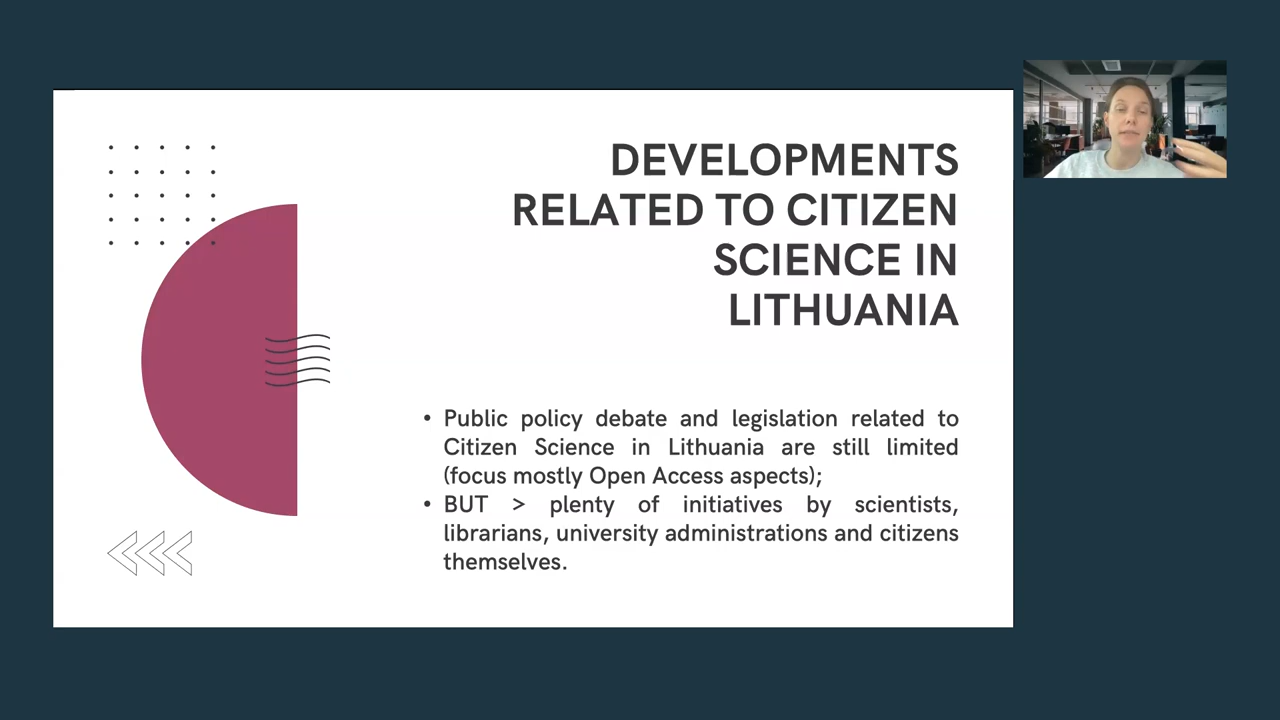 DEVELOPMENTS
RELATED TO CITIZEN
SCIENCE IN
LITHUANIA
• Public policy debate and legislation related to
Citizen Science in Lithuania are still limited
(focus mostly Open Access aspects);
• BUT > plenty of initiatives by scientists,
librarians, university administrations and citizens
themselves.